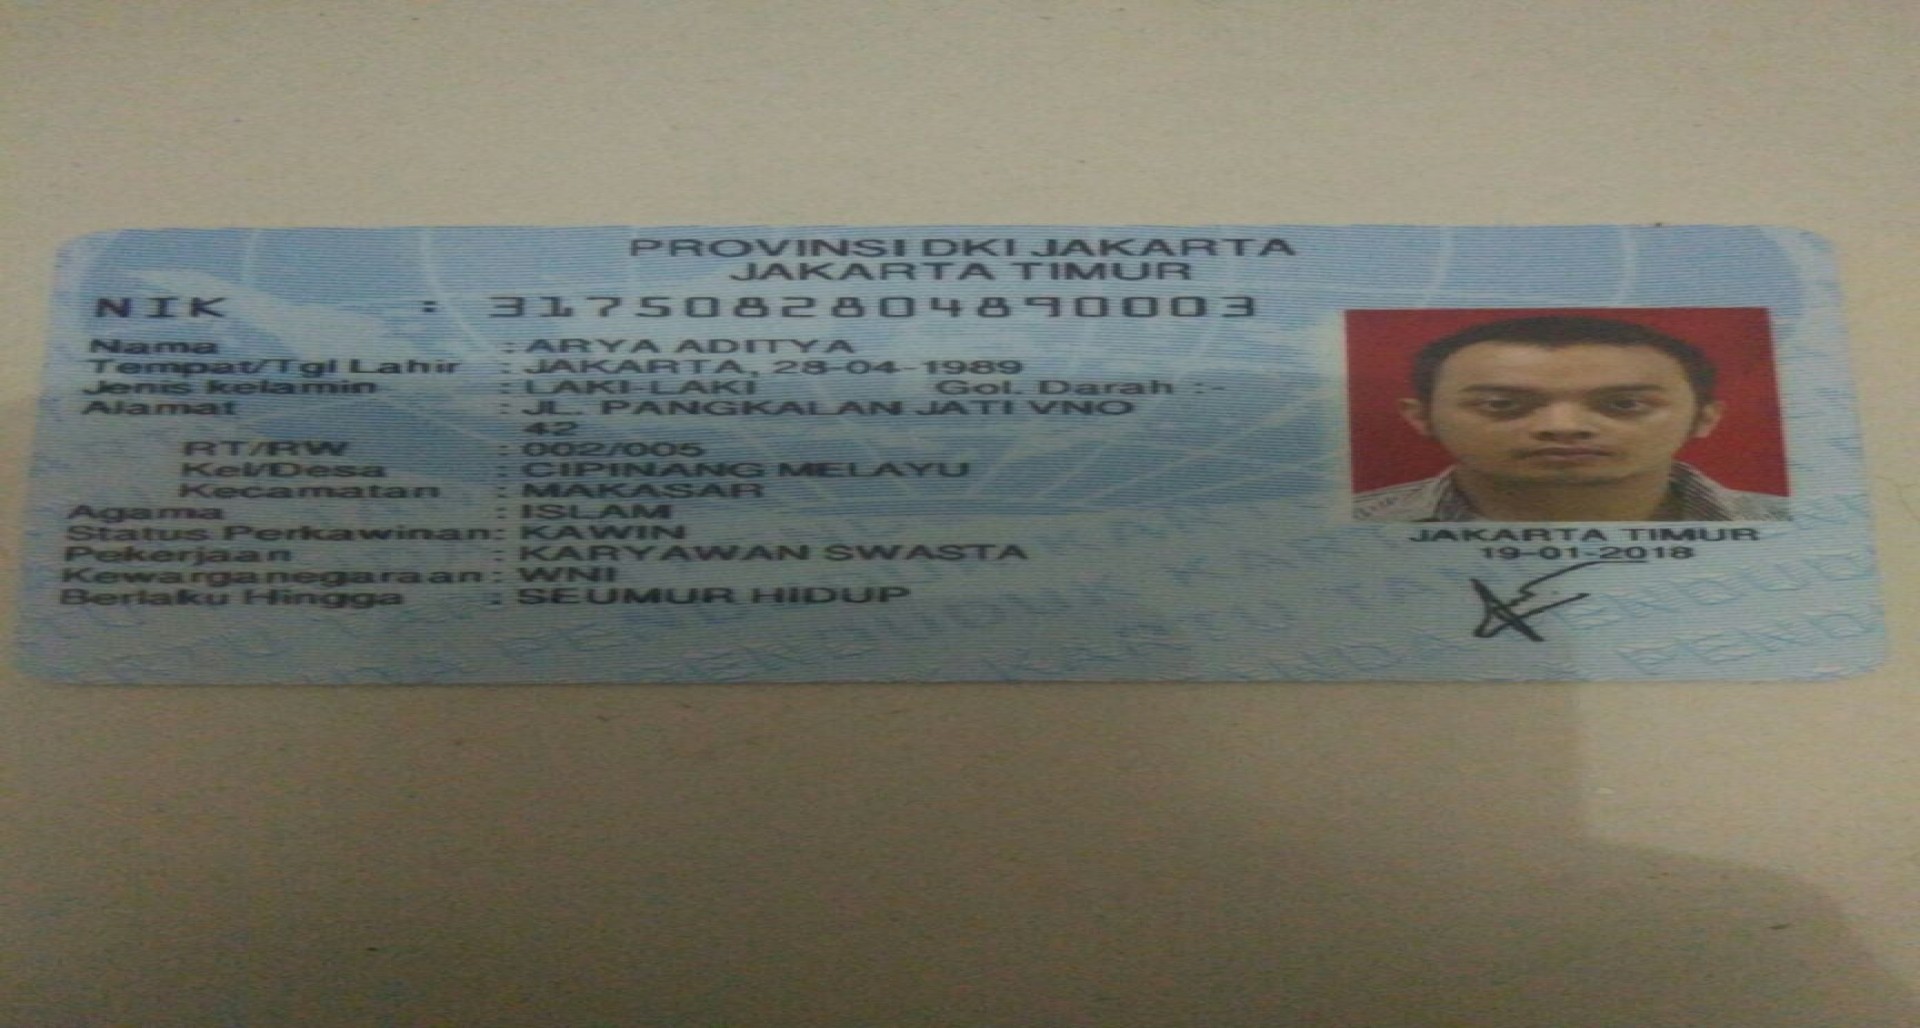 PROVINSI DKI JAKARTA
JAKARTA TIMUR
NIK : 3175082804890003
Nama : ARYA ADITYA
Tempat/Tgl Lahir : JAKARTA, 28-04-1989
Jenis kelamin : LAKI-LAKI Gol. Darah : -
Alamat : JL. PANGKALAN JATI VNO
42
RT/RW : 002/005
Kel/Desa : CIPINANG MELAYU
Kecamatan : MAKASAR
Agama : ISLAM
Status Perkawinan: KAWIN
Pekerjaan : KARYAWAN SWASTA
Kewarganegaraan: WNI
Berlaku Hingga : SEUMUR HIDUP
JAKARTA TIMUR
19-01-2018